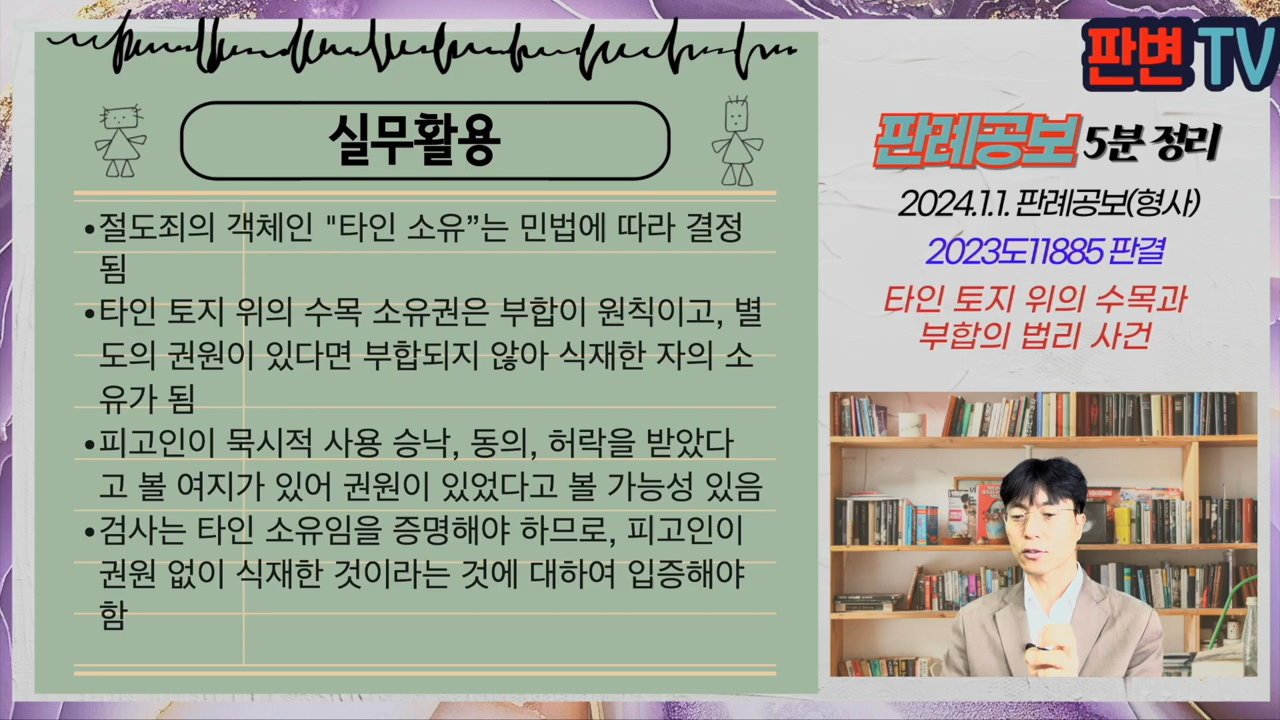 실무활용
•절도죄의 객체인 "타인 소유”는 민법에 따라 결정
됨
•타인 토지 위의 수목 소유권은 부합이 원칙이고, 별
도의 권원이 있다면 부합되지 않아 식재한 자의 소
유가 됨
•피고인이 묵시적 사용 승낙, 동의, 허락을 받았다
고 볼 여지가 있어 권원이 있었다고 볼 가능성 있음
•검사는 타인 소유임을 증명해야 하므로, 피고인이
권원 없이 식재한 것이라는 것에 대하여 입증해야
함
판변 TV
판례공보 5분 정리
2024.1.1. 판례공보(형사)
2023도11885 판결
타인 토지 위의 수목과
부합의 법리 사건